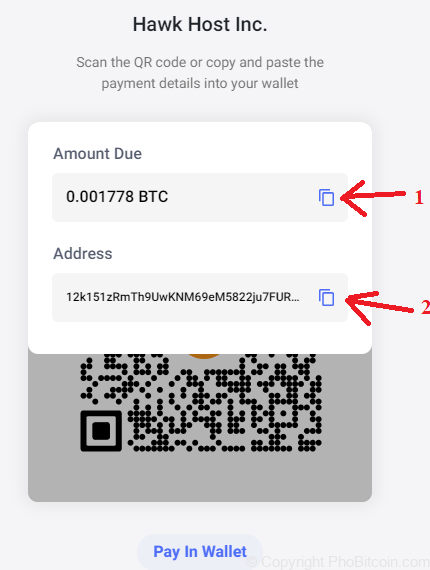 Hawk Host Inc.
Scan the QR code or copy and paste the
payment details into your wallet
Amount Due
0.001778 BTC
1
Address
12k151zRmTh9UwKNM69eM5822ju7FUR...
2
Pay In Wallet
© Copyright PhoBitcoin.com